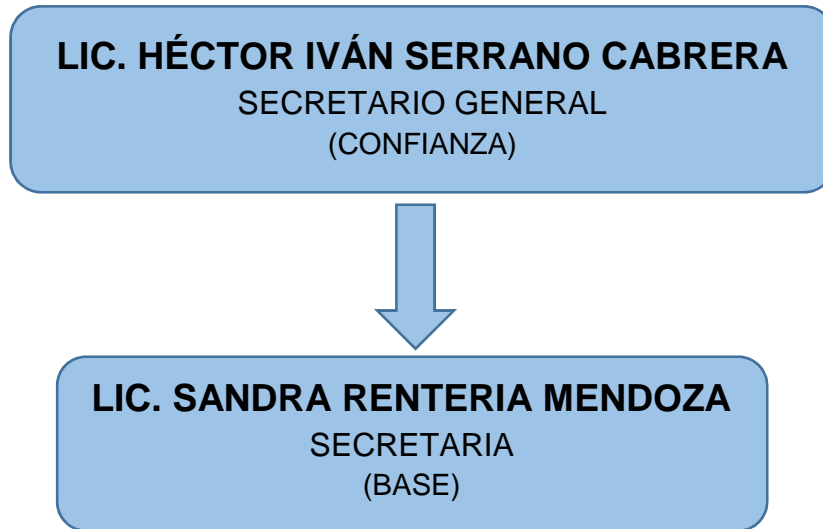 LIC. HÉCTOR IVÁN SERRANO CABRERA
SECRETARIO GENERAL
(CONFIANZA)
LIC. SANDRA RENTERIA MENDOZA
SECRETARIA
(BASE)